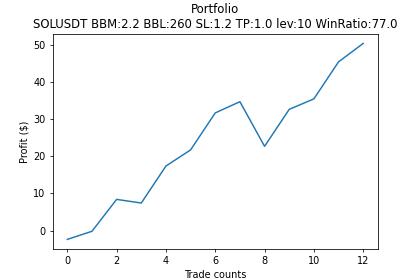 Portfolio
SOLUSDT BBM:2.2 BBL:260 SL:1.2 TP:1.0 lev:10 WinRatio:77.0
50
40
30
20
10
0
Profit ($)
0 2 4 6 8 10 12
Trade counts